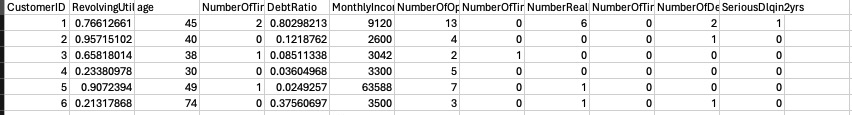 CustomerID RevolvingUtil age NumberOfTin DebtRatio MonthlyIncon NumberOfOp NumberOfTin NumberReal NumberOfTin NumberOfDe SeriousDlqin2yrs
1 0.76612661 45 2 0.80298213 9120 13 0 6 0 2 1
2 0.95715102 40 0 0.1218762 2600 4 0 0 0 1 0
3 0.65818014 38 1 0.08511338 3042 2 1 0 0 0 0
4 0.23380978 30 0 0.03604968 3300 5 0 0 0 0 0
5 0.9072394 49 1 0.0249257 63588 7 0 1 0 0 0
6 0.21317868 74 0 0.37560697 3500 3 0 1 0 1 0